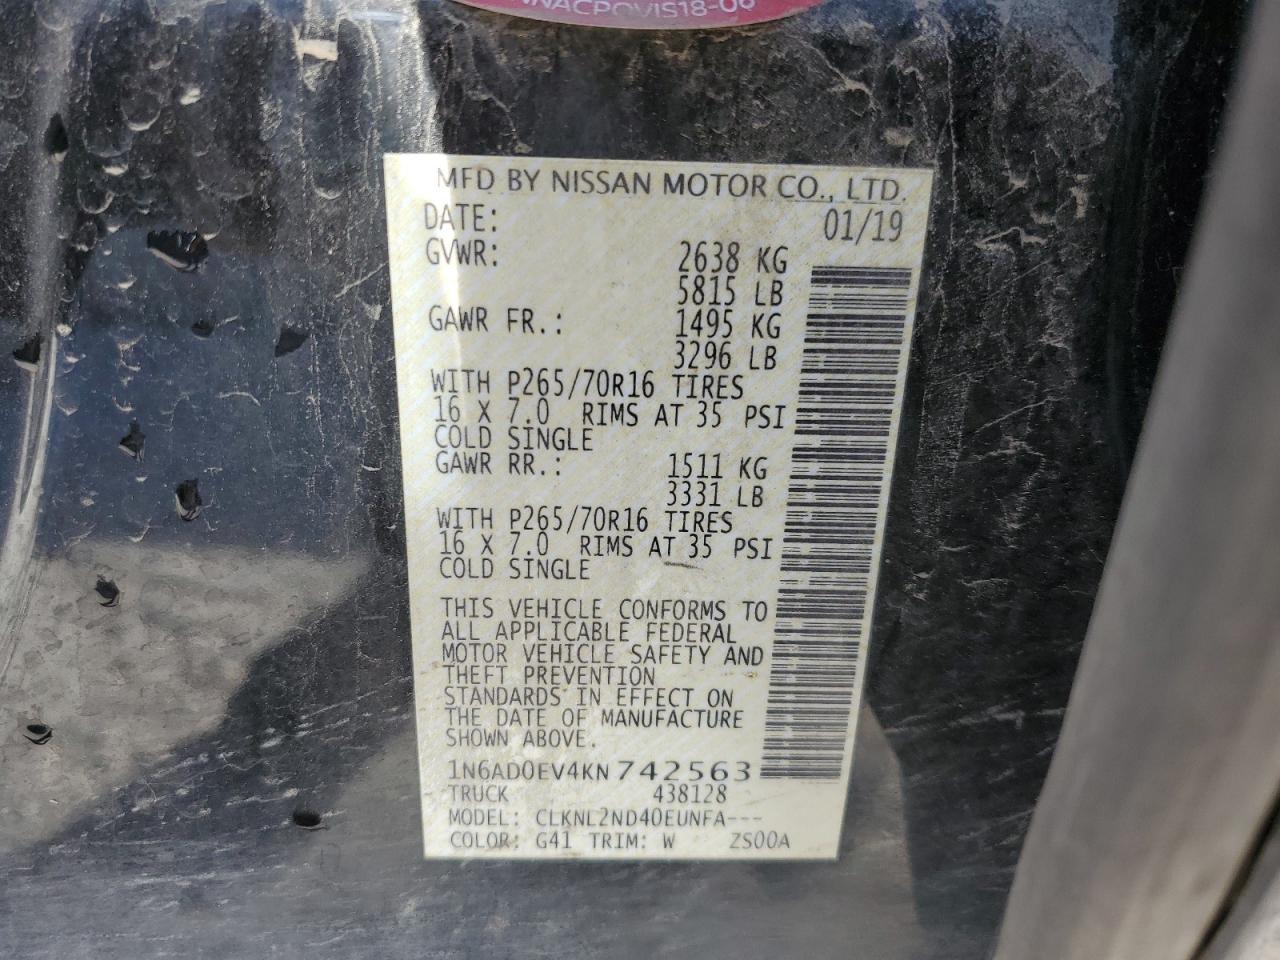 NNACPOVIS18-06
MFD BY NISSAN MOTOR CO., LTD.
DATE: 01/19
GVWR: 2638 KG
5815 LB
GAWR FR.: 1495 KG
3296 LB
WITH P265/70R16 TIRES
16 X 7.0 RIMS AT 35 PSI
COLD SINGLE
GAWR RR.: 1511 KG
3331 LB
WITH P265/70R16 TIRES
16 X 7.0 RIMS AT 35 PSI
COLD SINGLE
THIS VEHICLE CONFORMS TO
ALL APPLICABLE FEDERAL
MOTOR VEHICLE SAFETY AND
THEFT PREVENTION
STANDARDS IN EFFECT ON
THE DATE OF MANUFACTURE
SHOWN ABOVE.
1N6AD0EV4KN742563
TRUCK 438128
MODEL: CLKNL2ND40EUNFA---
COLOR: G41 TRIM: W ZS00A